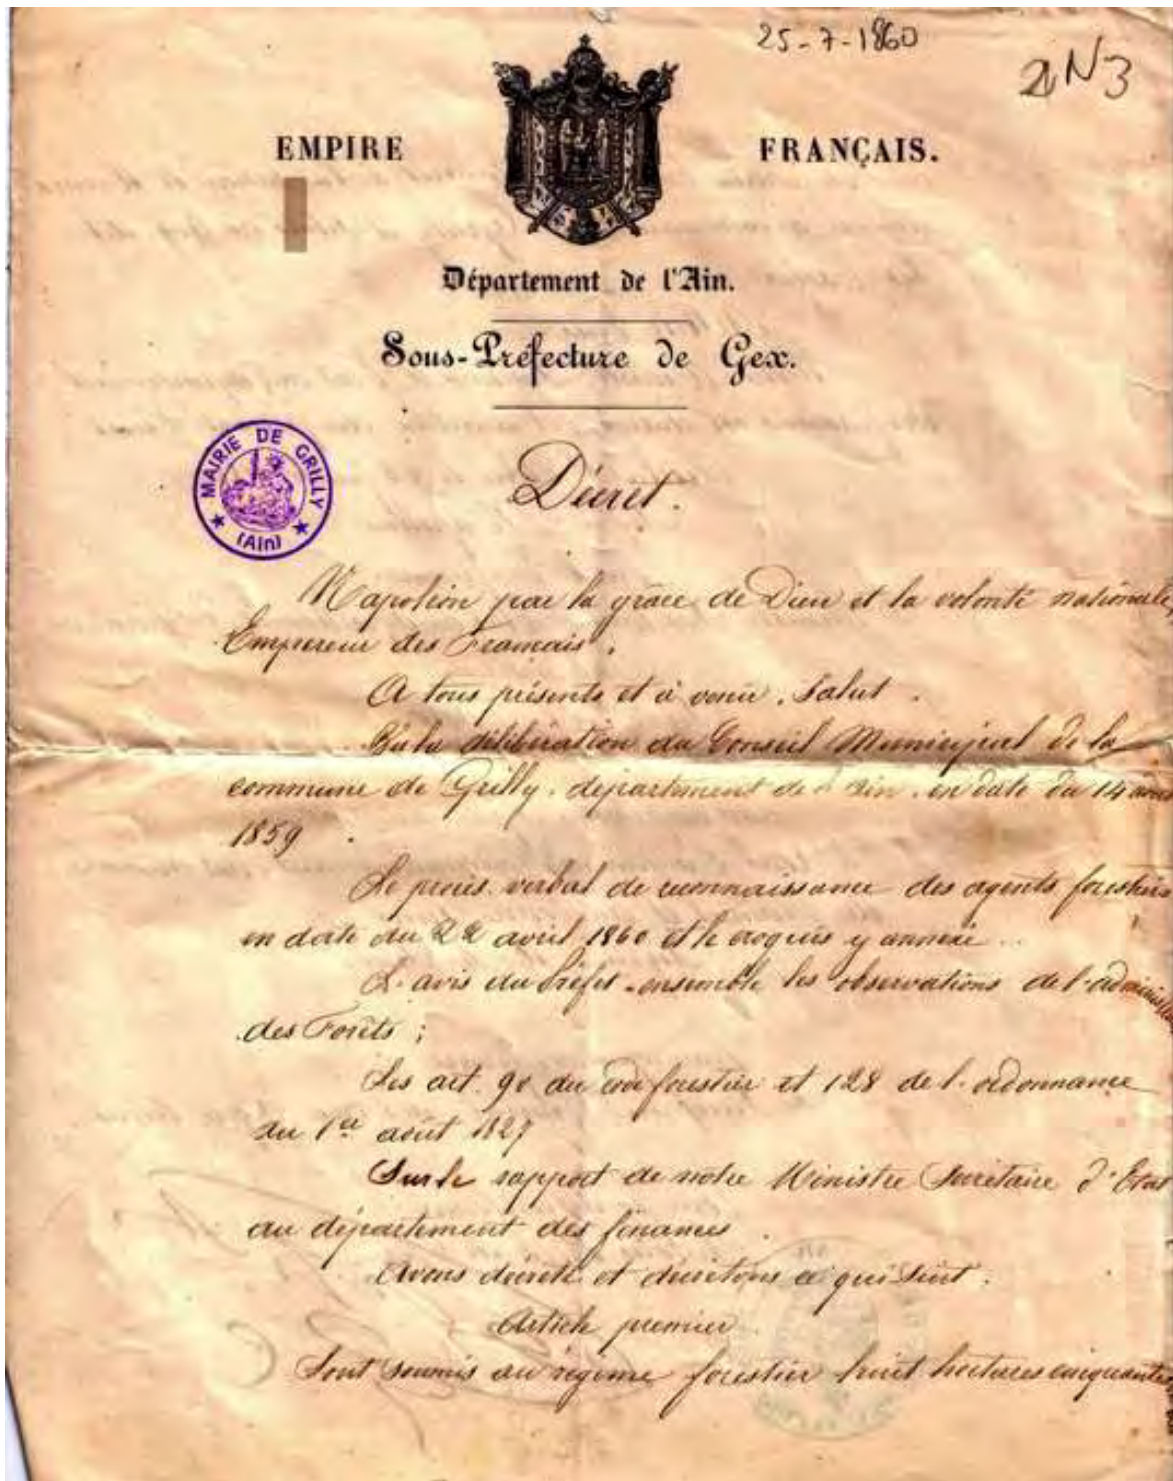 25-7-1860
2N3
EMPIRE FRANÇAIS.
Département de l'Ain.
Sous-Préfecture de Gex.
MAIRIE DE GRILLY
(Ain)
Décret.
Napoléon par la grâce de Dieu et la volonté nationale,
Empereur des Français,
A tous présents et à venir, Salut.
Vu la délibération du Conseil Municipal de la
commune de Grilly, département de l'Ain, en date du 14
1859
Le procès verbal de reconnaissance des agents forestiers
en date du 22 avril 1860 et le croquis y annexé
L'avis du Préfet, ensemble les observations de l'
des Forêts ;
Les art. 90 du code forestier et 128 de l'ordonnance
du 1er août 1827
Sur le rapport de notre Ministre Secrétaire d'Etat
au département des finances
Avons décrété et décrétons ce qui suit.
Article premier
Sont soumis au régime forestier huit hectares cinquante